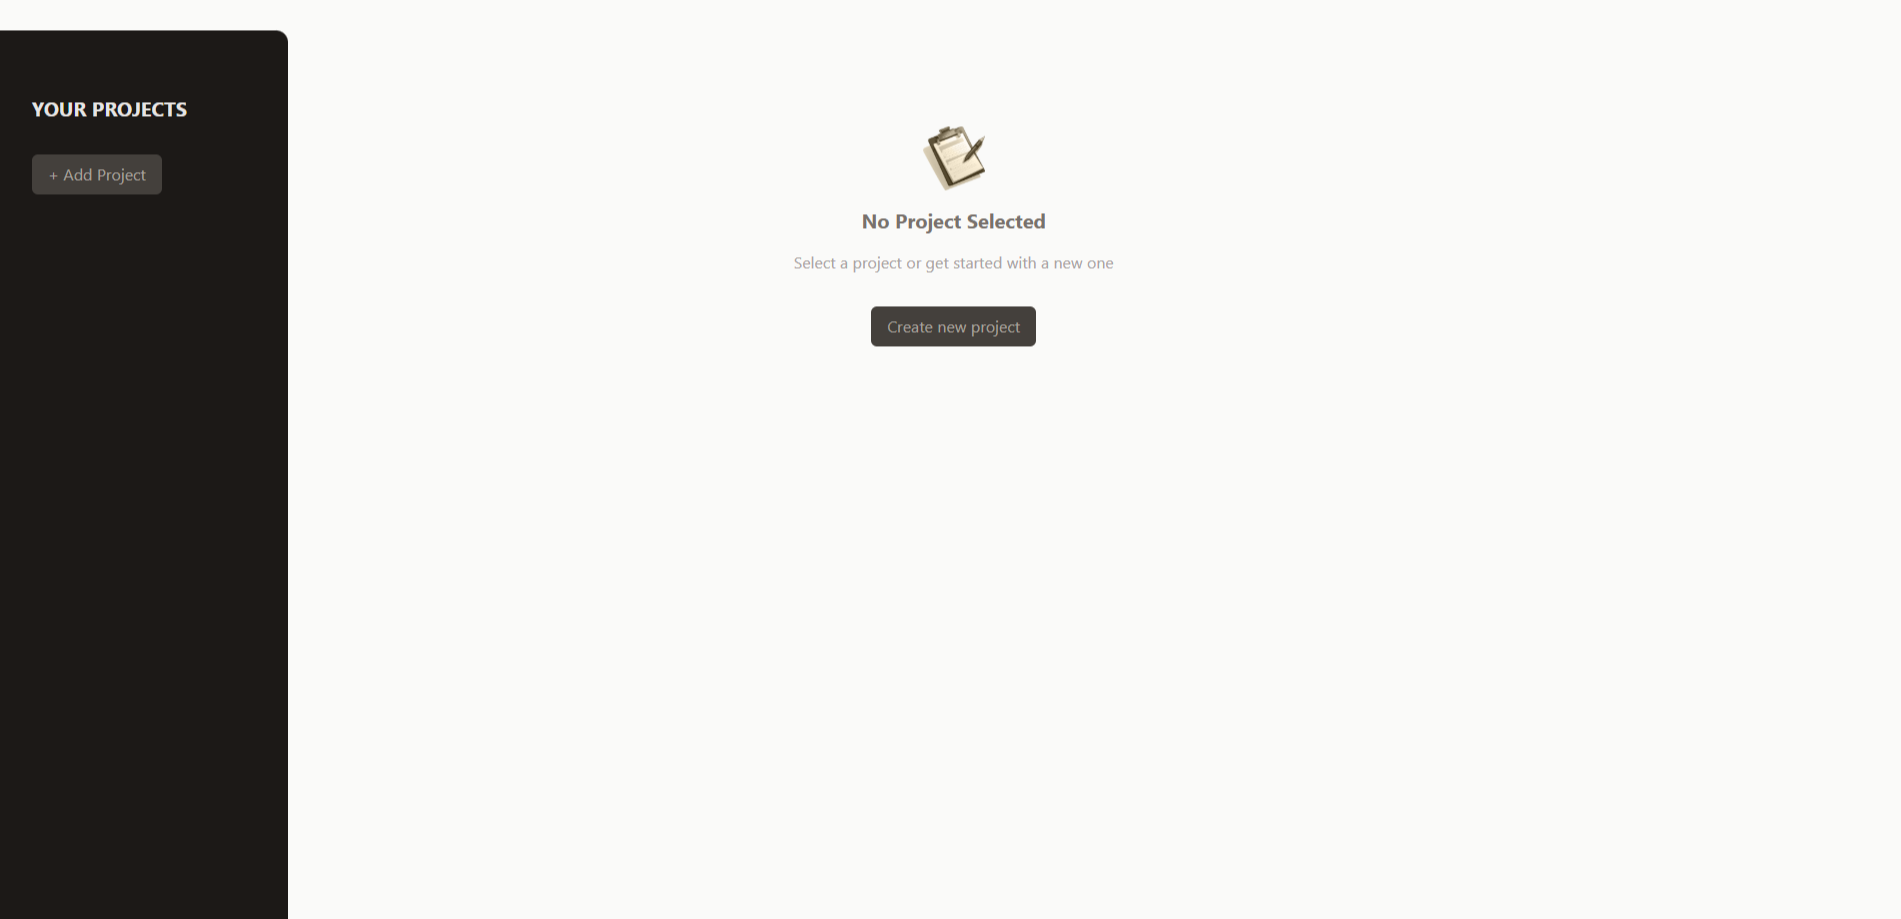 YOUR PROJECTS
+ Add Project
No Project Selected
Select a project or get started with a new one
Create new project